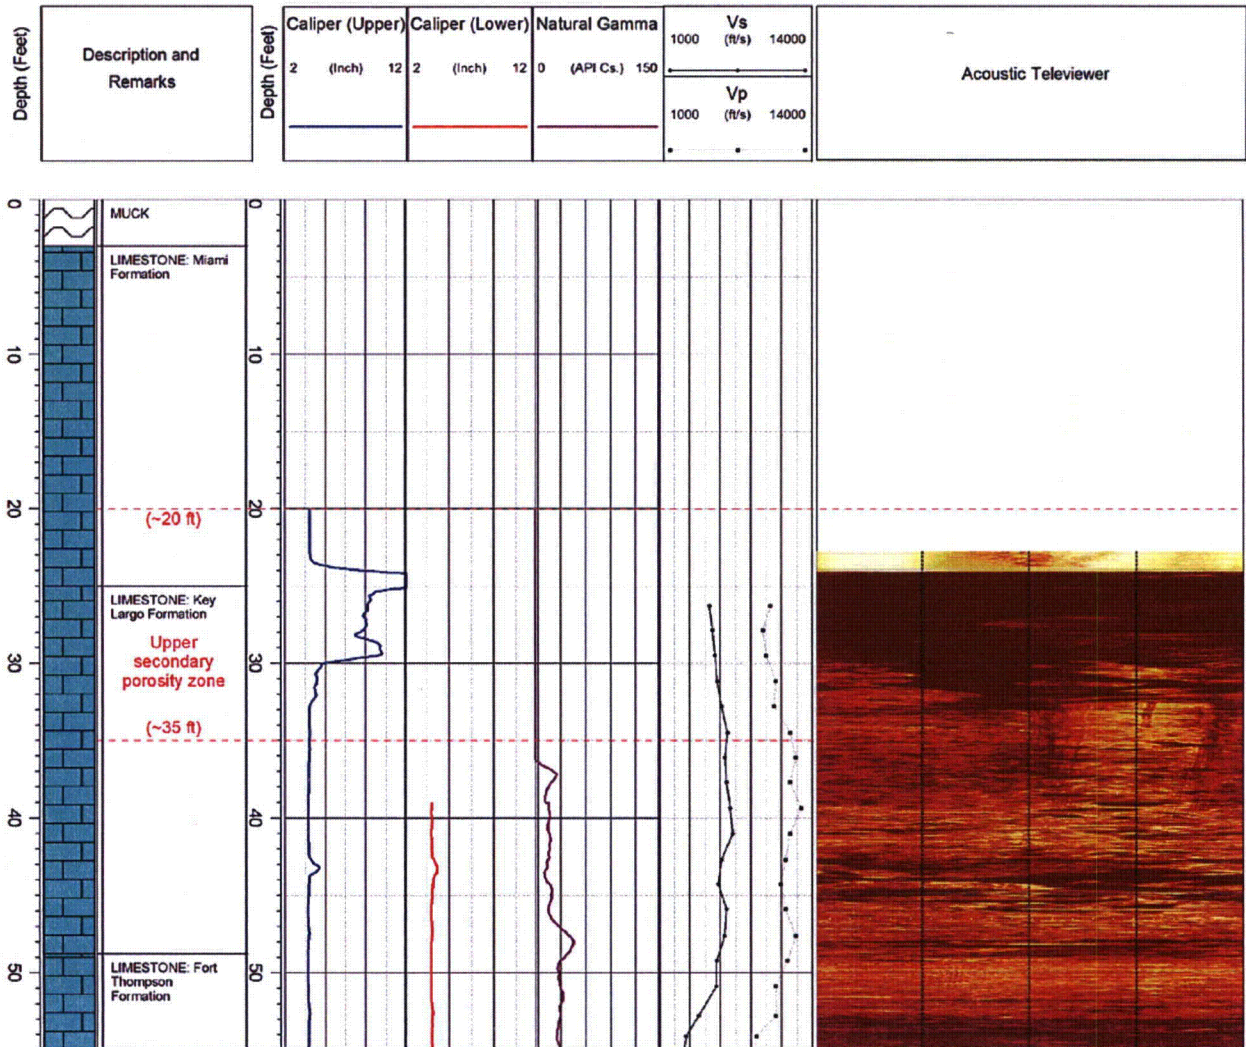 Depth (Feet)
Description and
Remarks
Depth (Feet)
Caliper (Upper)
2 (Inch) 12
Caliper (Lower)
2 (Inch) 12
Natural Gamma
0 (API Cs.) 150
Vs
1000 (ft/s) 14000
Vp
1000 (ft/s) 14000
Acoustic Televiewer
0
10
20
30
40
50
MUCK
LIMESTONE: Miami
Formation
(~20 ft)
LIMESTONE: Key
Largo Formation
Upper
secondary
porosity zone
(~35 ft)
LIMESTONE: Fort
Thompson
Formation
0
10
20
30
40
50